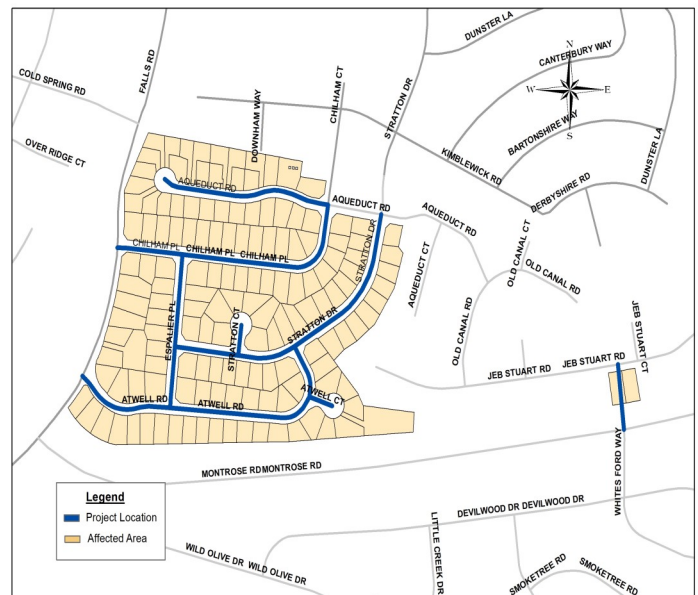 DUNSTER LA
CANTERBURY WAY
N
W E
S
COLD SPRING RD
FALLS RD
CHILHAM CT
STRATTON DR
DOWNHAM WAY
BARTONSHIRE WAY
KIMBLEWICK RD
DUNSTER LA
OVER RIDGE CT
DERBYSHIRE RD
AQUEDUCT RD
AQUEDUCT RD
AQUEDUCT RD
CHILHAM PL CHILHAM PL CHILHAM PL
STRATTON DR
AQUEDUCT CT
OLD CANAL CT
OLD CANAL RD
OLD CANAL RD
ESPALIER PL
STRATTON CT
STRATTON DR
JEB STUART CT
JEB STUART RD JEB STUART RD
ATWELL RD
ATWELL RD
ATWELL CT
WHITES FORD WAY
MONTROSE RD MONTROSE RD
Legend
Project Location
Affected Area
DEVILWOOD DR DEVILWOOD DR
LITTLE CREEK DR
WILD OLIVE DR WILD OLIVE DR
SMOKETREE RD
SMOKETREE RD